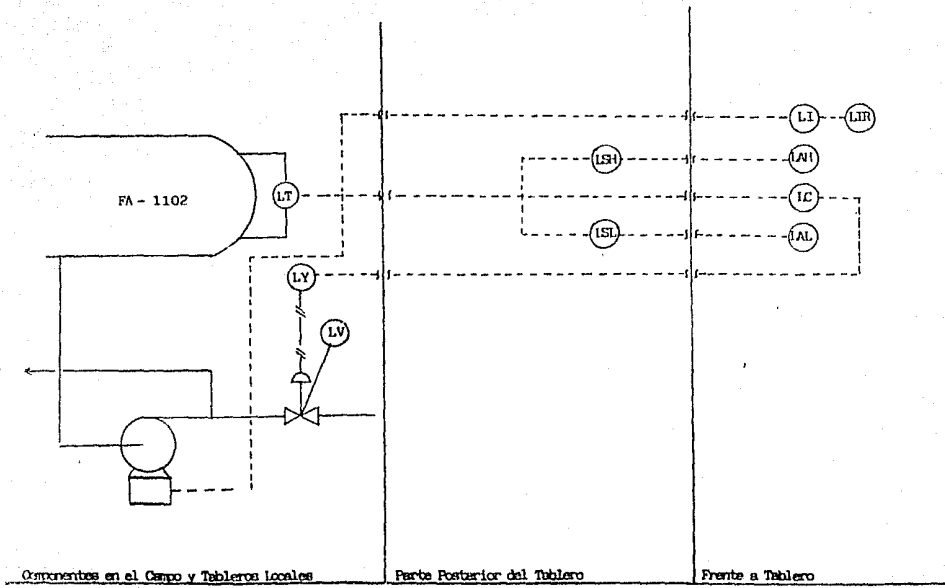 LI
LIR
LSH
LAH
FA - 1102
LT
LC
LSL
LAL
LY
LV
Componentes en el Campo y Tableros Locales
Parte Posterior del Tablero
Frente a Tablero